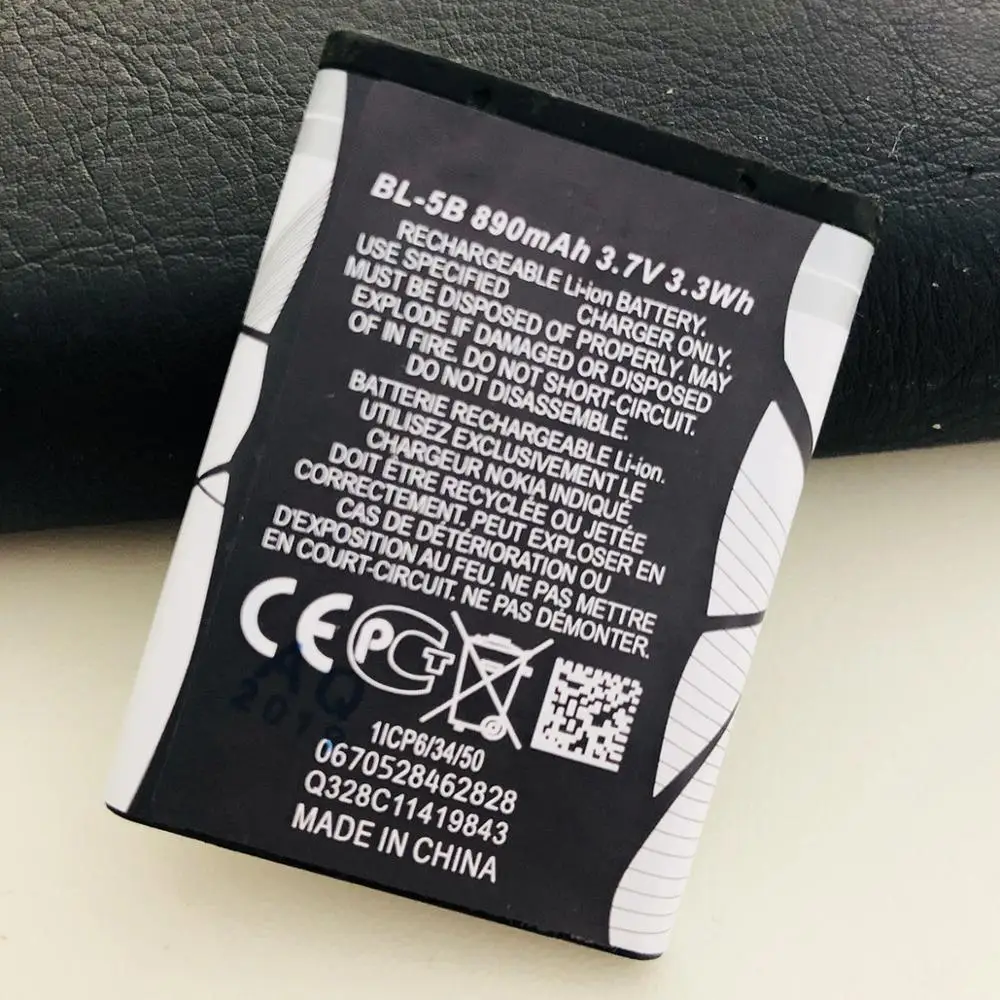 BL-5B 890mAh 3.7V 3.3Wh
RECHARGEABLE Li-ion BATTERY.
USE SPECIFIED CHARGER ONLY.
MUST BE DISPOSED OF PROPERLY. MAY
EXPLODE IF DAMAGED OR DISPOSED
OF IN FIRE. DO NOT SHORT-CIRCUIT.
DO NOT DISASSEMBLE.
BATTERIE RECHARGEABLE Li-ion.
UTILISEZ EXCLUSIVEMENT LE
CHARGEUR NOKIA INDIQUÉ
DOIT ÊTRE RECYCLÉE OU JETÉE
CORRECTEMENT. PEUT EXPLOSER EN
CAS DE DÉTÉRIORATION OU
D'EXPOSITION AU FEU. NE PAS METTRE
EN COURT-CIRCUIT. NE PAS DÉMONTER.
CE PCT
AQ
1ICP6/34/50
0670528462828
Q328C11419843
MADE IN CHINA